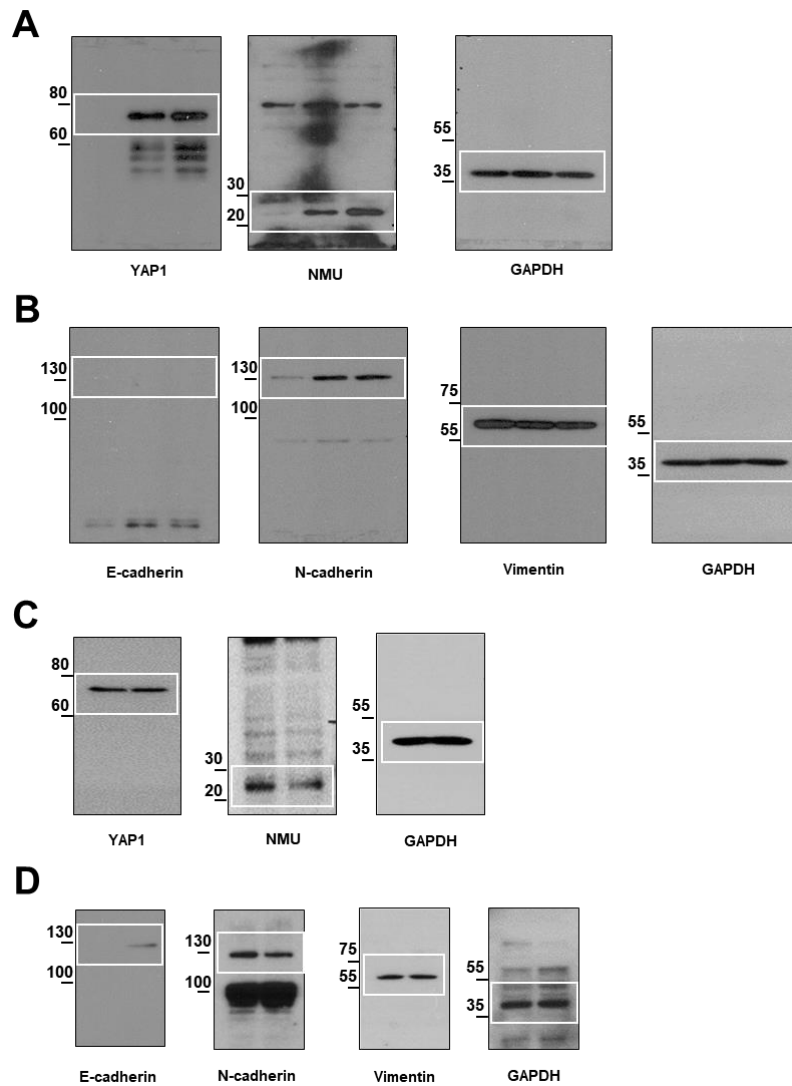 A
80
60
YAP1
30
20
NMU
55
35
GAPDH
B
130
100
E-cadherin
130
100
N-cadherin
75
55
Vimentin
55
35
GAPDH
C
80
60
YAP1
30
20
NMU
55
35
GAPDH
D
130
100
E-cadherin
130
100
N-cadherin
75
55
Vimentin
55
35
GAPDH